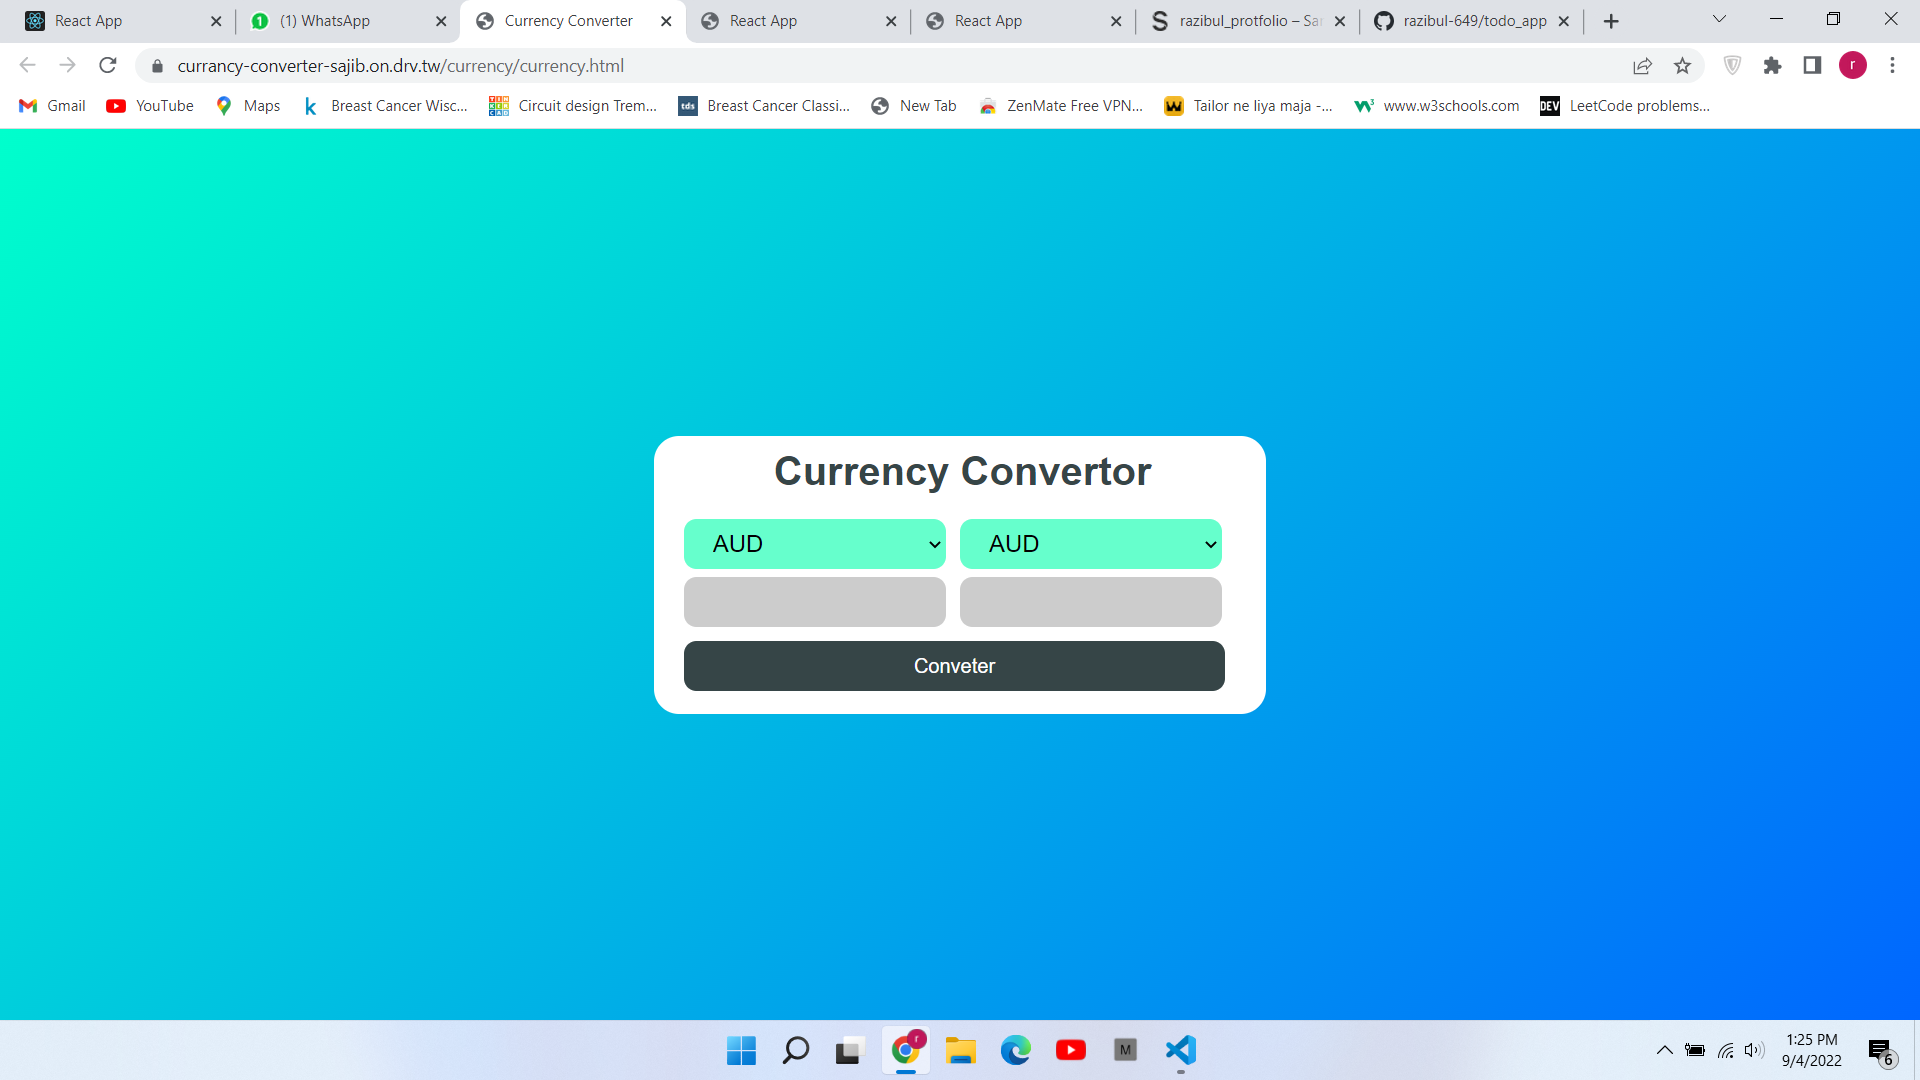 React App
(1) WhatsApp
Currency Converter
React App
React App
razibul_protfolio – Sa
razibul-649/todo_app
currancy-converter-sajib.on.drv.tw/currency/currency.html
r
Gmail
YouTube
Maps
Breast Cancer Wisc...
Circuit design Trem...
tds
Breast Cancer Classi...
New Tab
ZenMate Free VPN...
Tailor ne liya maja -...
www.w3schools.com
DEV
LeetCode problems...
Currency Convertor
AUD
AUD
Conveter
r
M
1:25 PM
9/4/2022
6